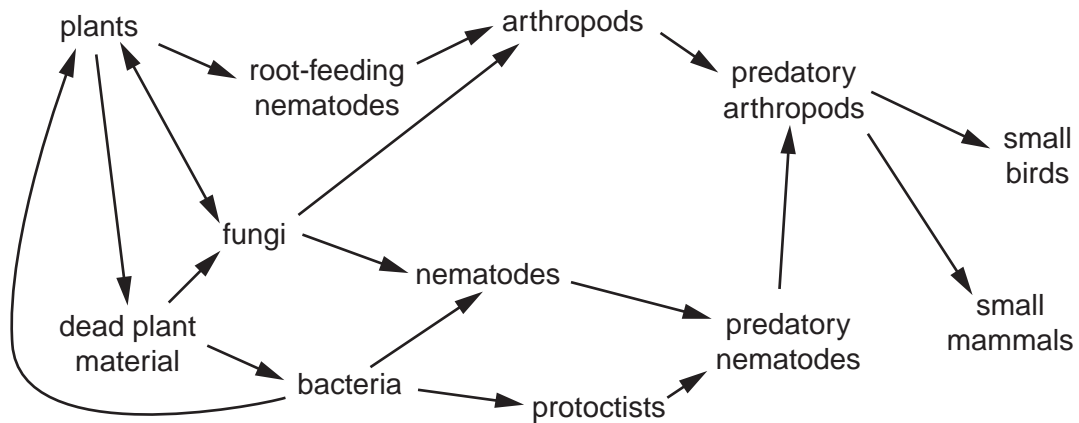 plants
arthropods
root-feeding
nematodes
predatory
arthropods
small
birds
fungi
nematodes
dead plant
material
predatory
nematodes
small
mammals
bacteria
protoctists